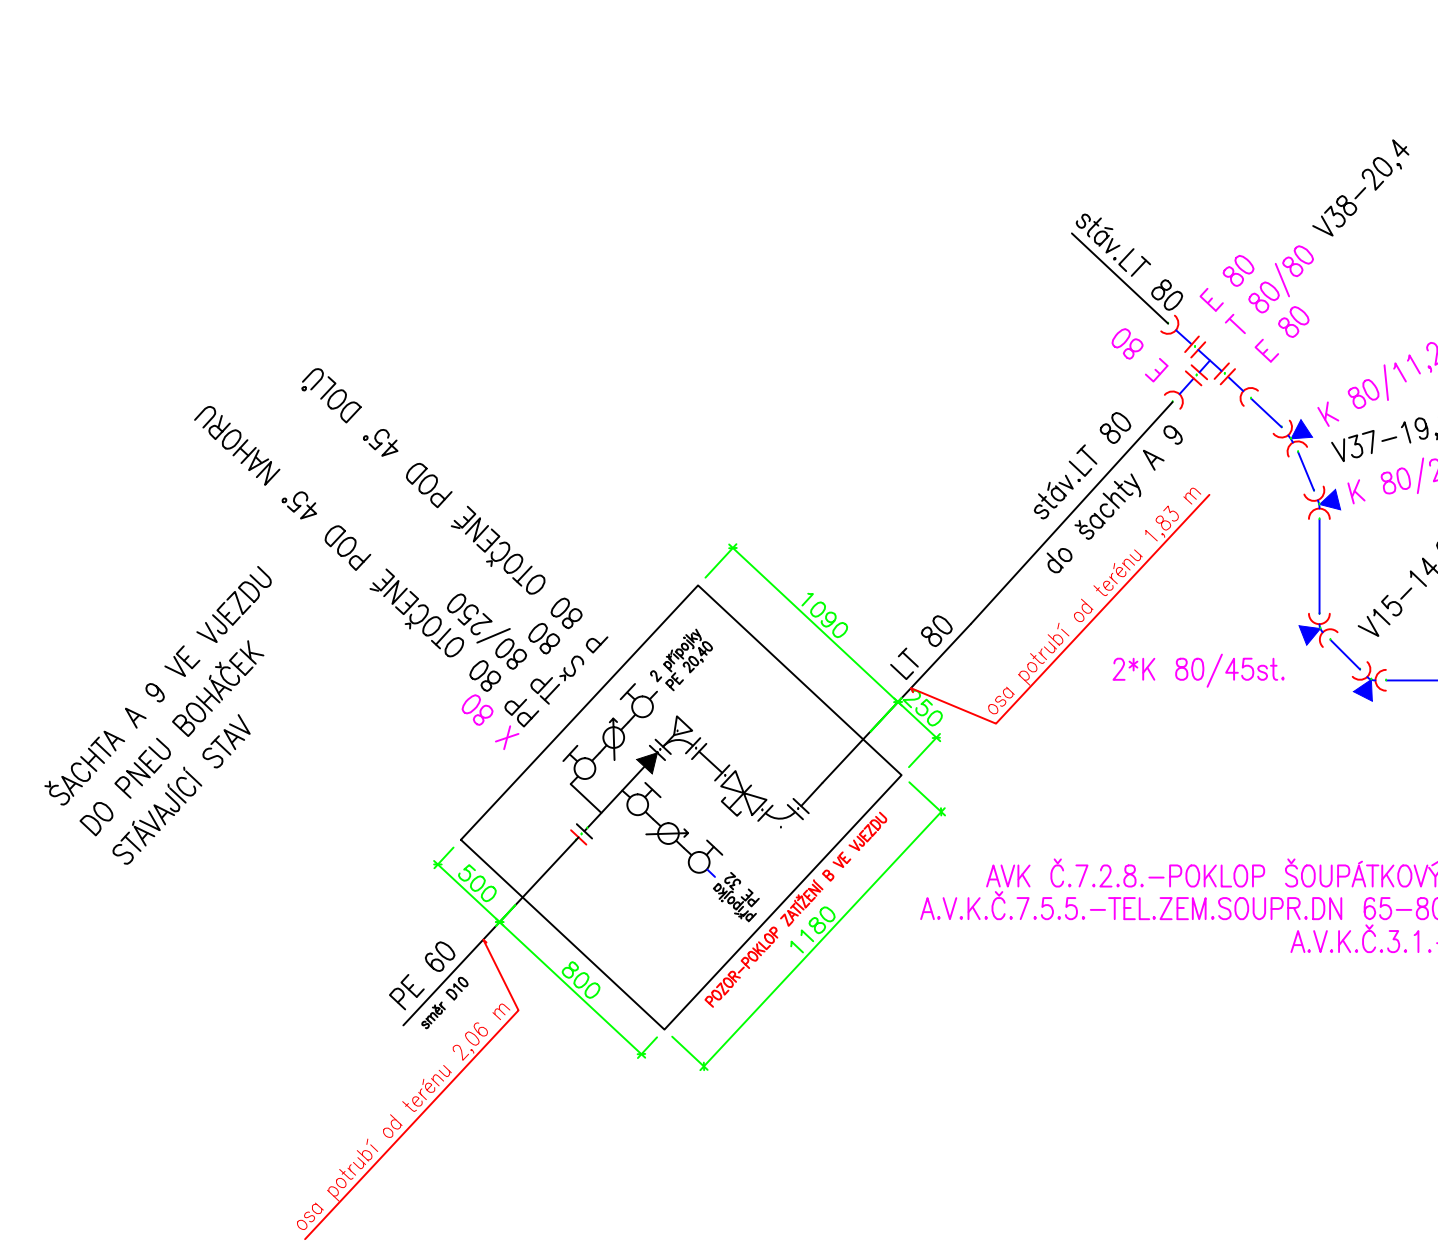 V38-20,4
stáv.LT 80
E 80
T 80/80
E 80
E 80
K 80/11,2
V37-19,
K 80/2
stáv.LT 80
do šachty A 9
osa potrubí od terénu 1,83 m
V15-14,
2*K 80/45st.
P 80 OTOČENÉ POD 45° DOLŮ
Š 80
TP 80/250
PP 80 OTOČENÉ POD 45° NAHORU
X 80
ŠACHTA A 9 VE VJEZDU
DO PNEU BOHÁČEK
STÁVAJÍCÍ STAV
1090
LT 80
250
2 přípojky
PE 20,40
přípojka
PE 32
POZOR-POKLOP ZATÍŽENÍ B VE VJEZDU
1180
500
800
PE 60
směr D10
osa potrubí od terénu 2,06 m
AVK Č.7.2.8.-POKLOP ŠOUPÁTKOVÝ
A.V.K.Č.7.5.5.-TEL.ZEM.SOUPR.DN 65-80
A.V.K.Č.3.1.-